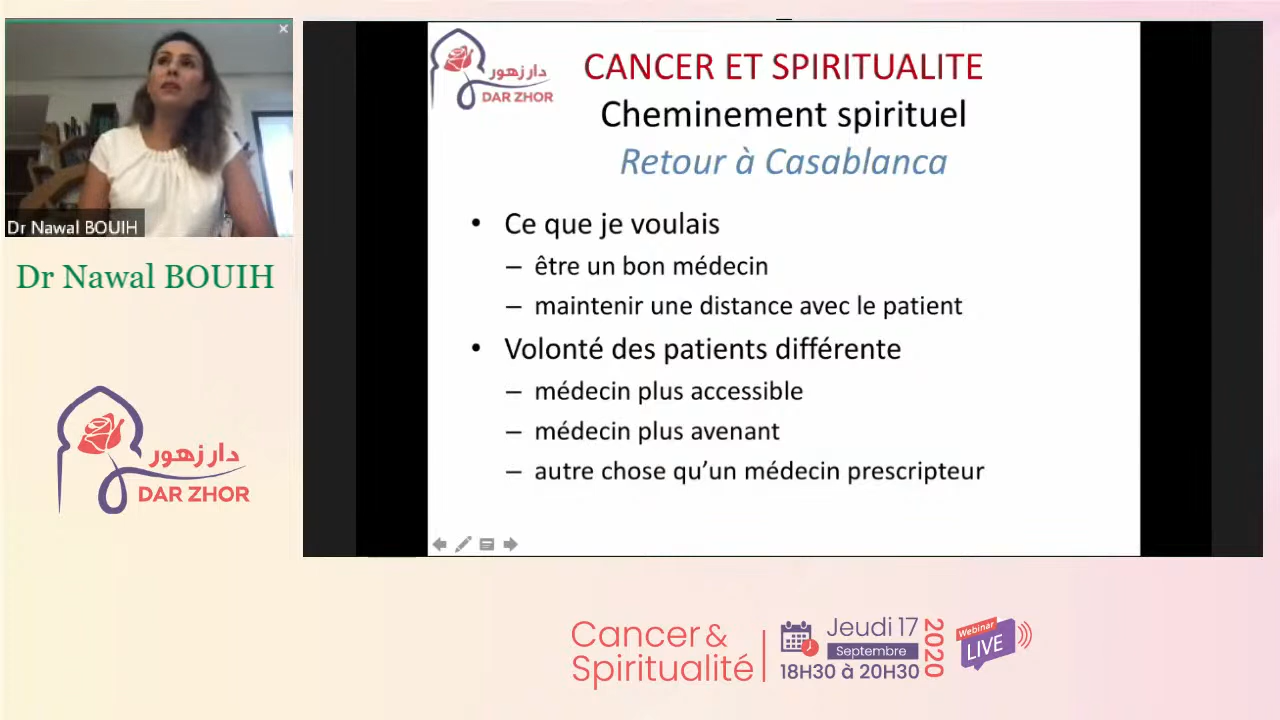 Dr Nawal BOUIH
Dr Nawal BOUIH
دار زهور
DAR ZHOR
دار زهور
DAR ZHOR
CANCER ET SPIRITUALITE
Cheminement spirituel
Retour à Casablanca
• Ce que je voulais
– être un bon médecin
– maintenir une distance avec le patient
• Volonté des patients différente
– médecin plus accessible
– médecin plus avenant
– autre chose qu’un médecin prescripteur
Cancer &
Spiritualité
Jeudi 17
Septembre
2020
18H30 à 20H30
Webinar
LIVE